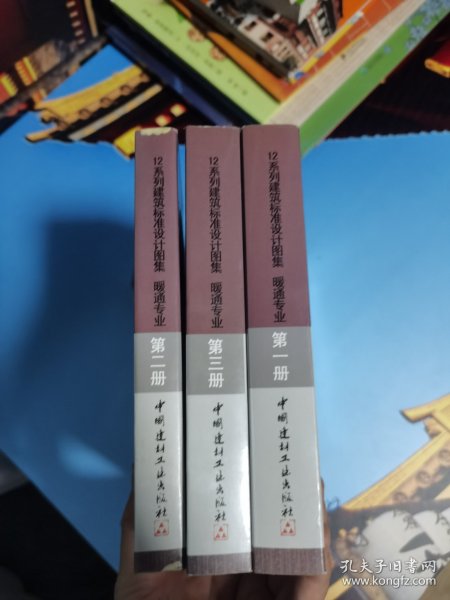 12系列建筑标准设计图集 暖通专业
第二册
中国建材工业出版社
12系列建筑标准设计图集 暖通专业
第三册
中国建材工业出版社
12系列建筑标准设计图集 暖通专业
第一册
中国建材工业出版社
孔夫子旧书网
www.kongfz.com